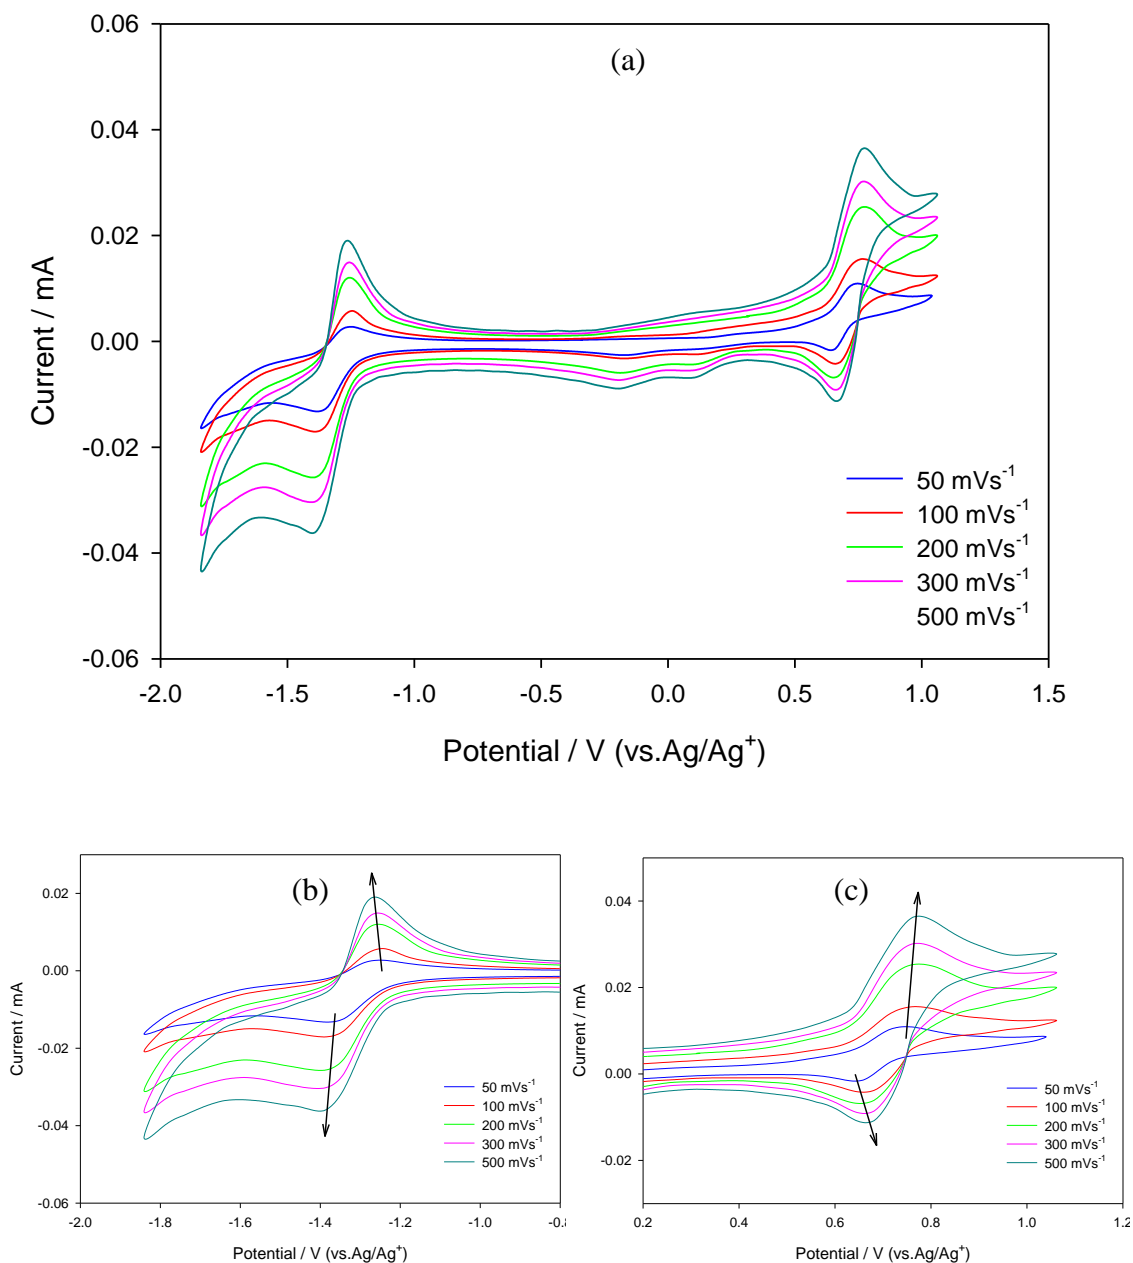 (a)
0.06
0.04
0.02
0.00
-0.02
-0.04
-0.06
Current / mA
50 mVs⁻¹
100 mVs⁻¹
200 mVs⁻¹
300 mVs⁻¹
500 mVs⁻¹
-2.0 -1.5 -1.0 -0.5 0.0 0.5 1.0 1.5
Potential / V (vs.Ag/Ag⁺)
(b)
0.02
0.00
-0.02
-0.04
-0.06
Current / mA
50 mVs⁻¹
100 mVs⁻¹
200 mVs⁻¹
300 mVs⁻¹
500 mVs⁻¹
-2.0 -1.8 -1.6 -1.4 -1.2 -1.0
Potential / V (vs.Ag/Ag⁺)
(c)
0.04
0.02
0.00
-0.02
Current / mA
50 mVs⁻¹
100 mVs⁻¹
200 mVs⁻¹
300 mVs⁻¹
500 mVs⁻¹
0.2 0.4 0.6 0.8 1.0 1.2
Potential / V (vs.Ag/Ag⁺)